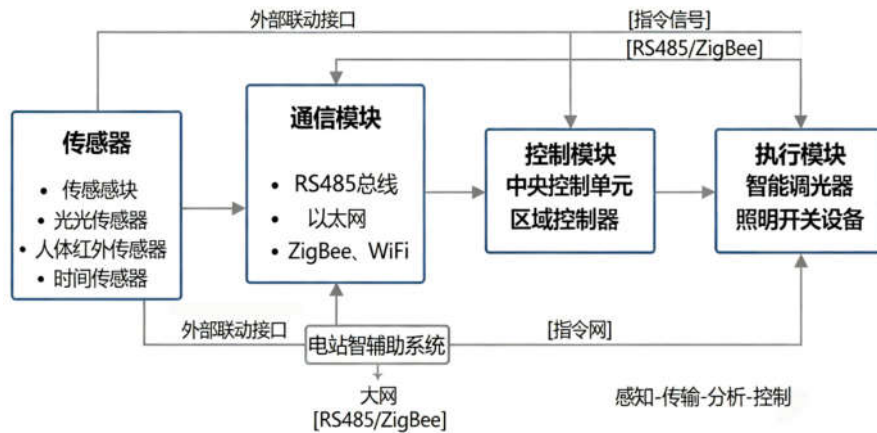 外部联动接口
[指令信号]
[RS485/ZigBee]
传感器
传感感块
光光传感器
人体红外传感器
时间传感器
通信模块
RS485总线
以太网
ZigBee、WiFi
控制模块
中央控制单元
区域控制器
执行模块
智能调光器
照明开关设备
外部联动接口
电站智辅助系统
[指令网]
大网
[RS485/ZigBee]
感知-传输-分析-控制